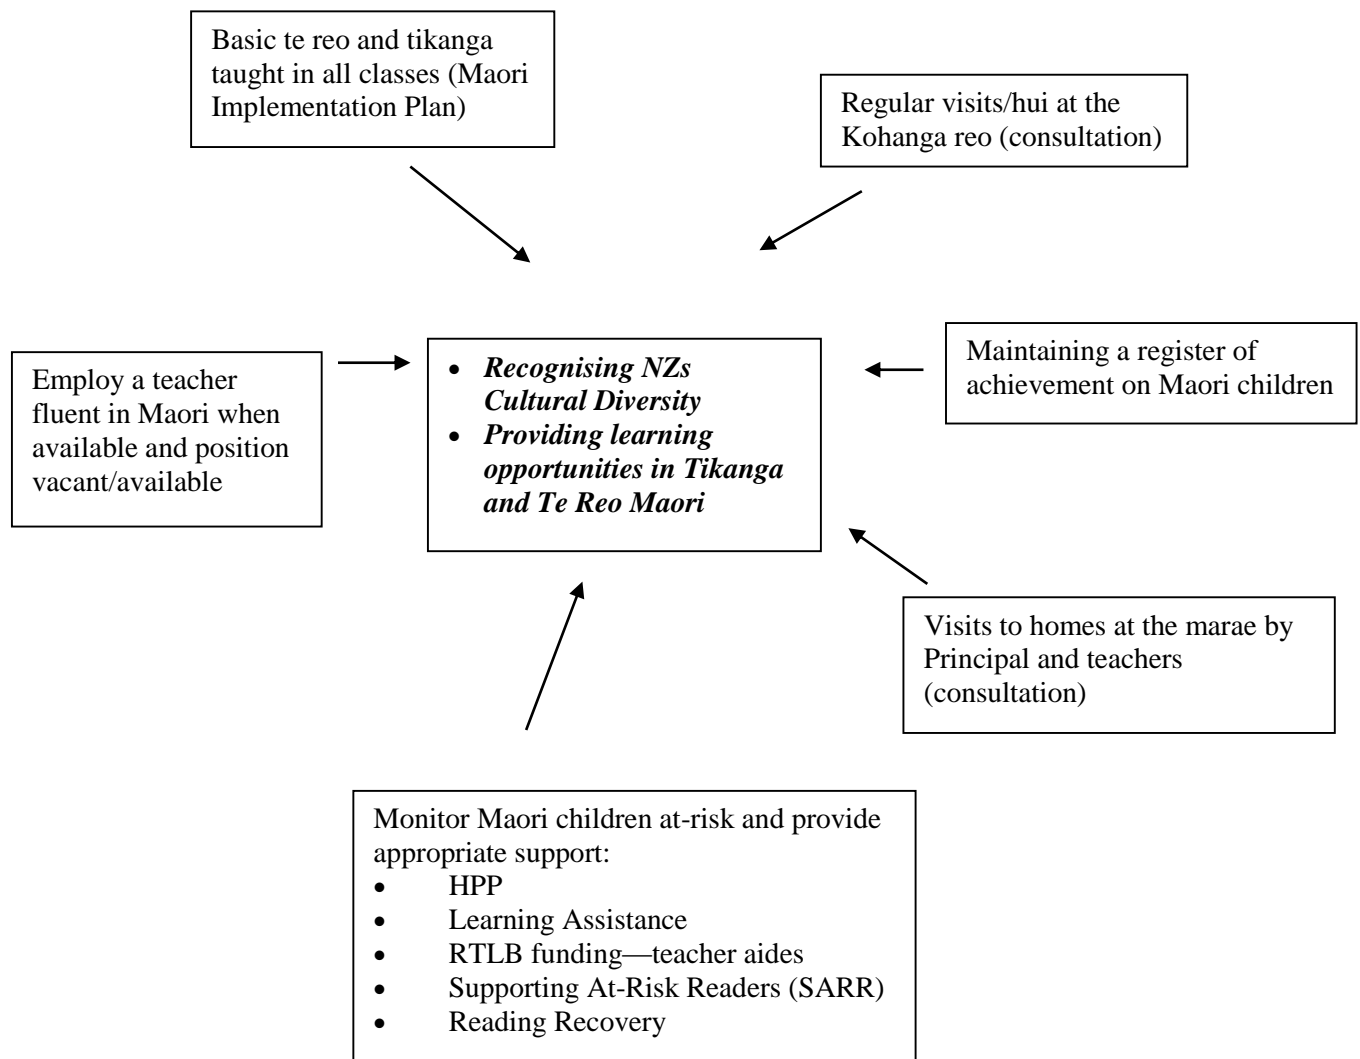 Basic te reo and tikanga
taught in all classes (Maori
Implementation Plan)
Regular visits/hui at the
Kohanga reo (consultation)
Employ a teacher
fluent in Maori when
available and position
vacant/available
• Recognising NZs
Cultural Diversity
• Providing learning
opportunities in Tikanga
and Te Reo Maori
Maintaining a register of
achievement on Maori children
Visits to homes at the marae by
Principal and teachers
(consultation)
Monitor Maori children at-risk and provide
appropriate support:
• HPP
• Learning Assistance
• RTLB funding—teacher aides
• Supporting At-Risk Readers (SARR)
• Reading Recovery